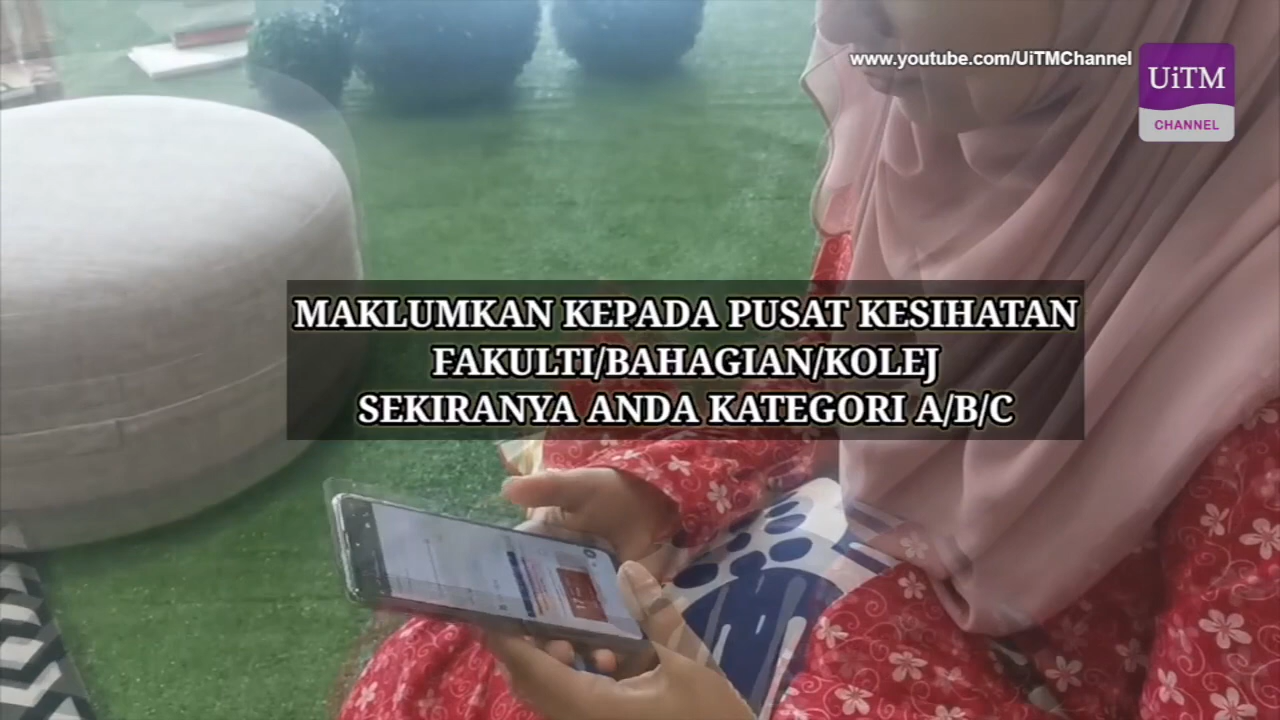 www.youtube.com/UiTMChannel
UiTM
CHANNEL
MAKLUMKAN KEPADA PUSAT KESIHATAN
FAKULTI/BAHAGIAN/KOLEJ
SEKIRANYA ANDA KATEGORI A/B/C